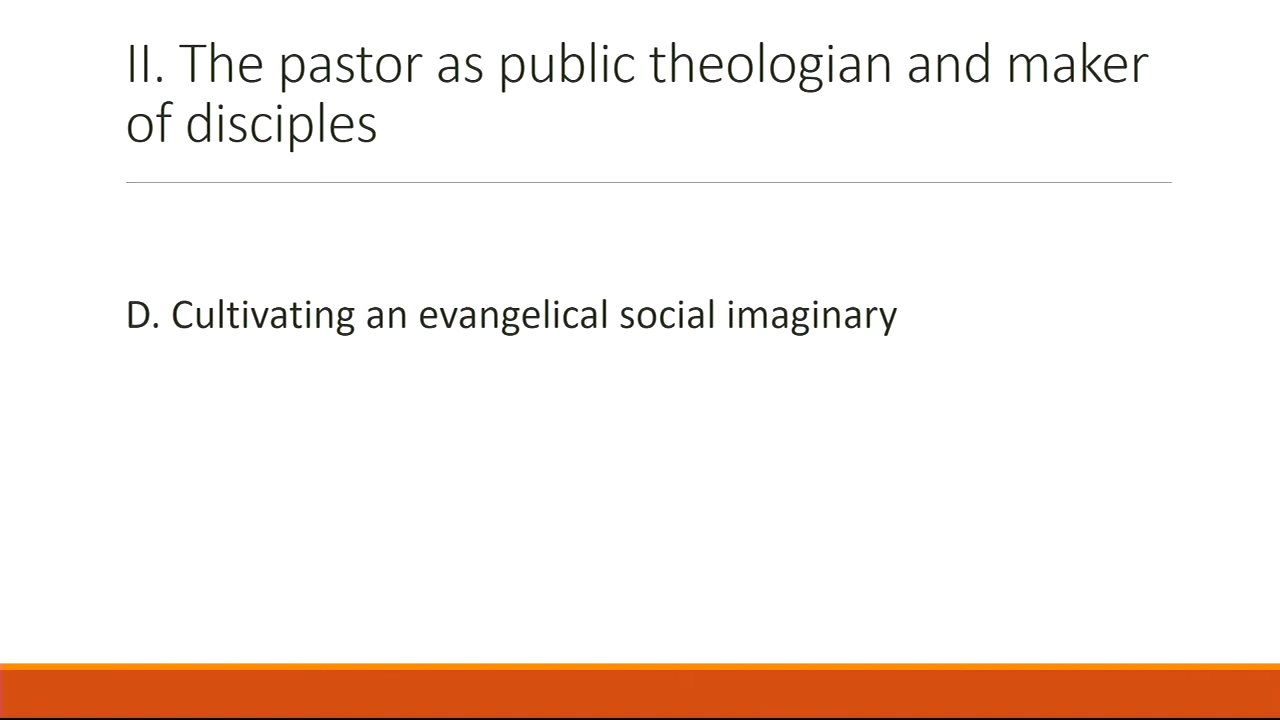 II. The pastor as public theologian and maker
of disciples
D. Cultivating an evangelical social imaginary